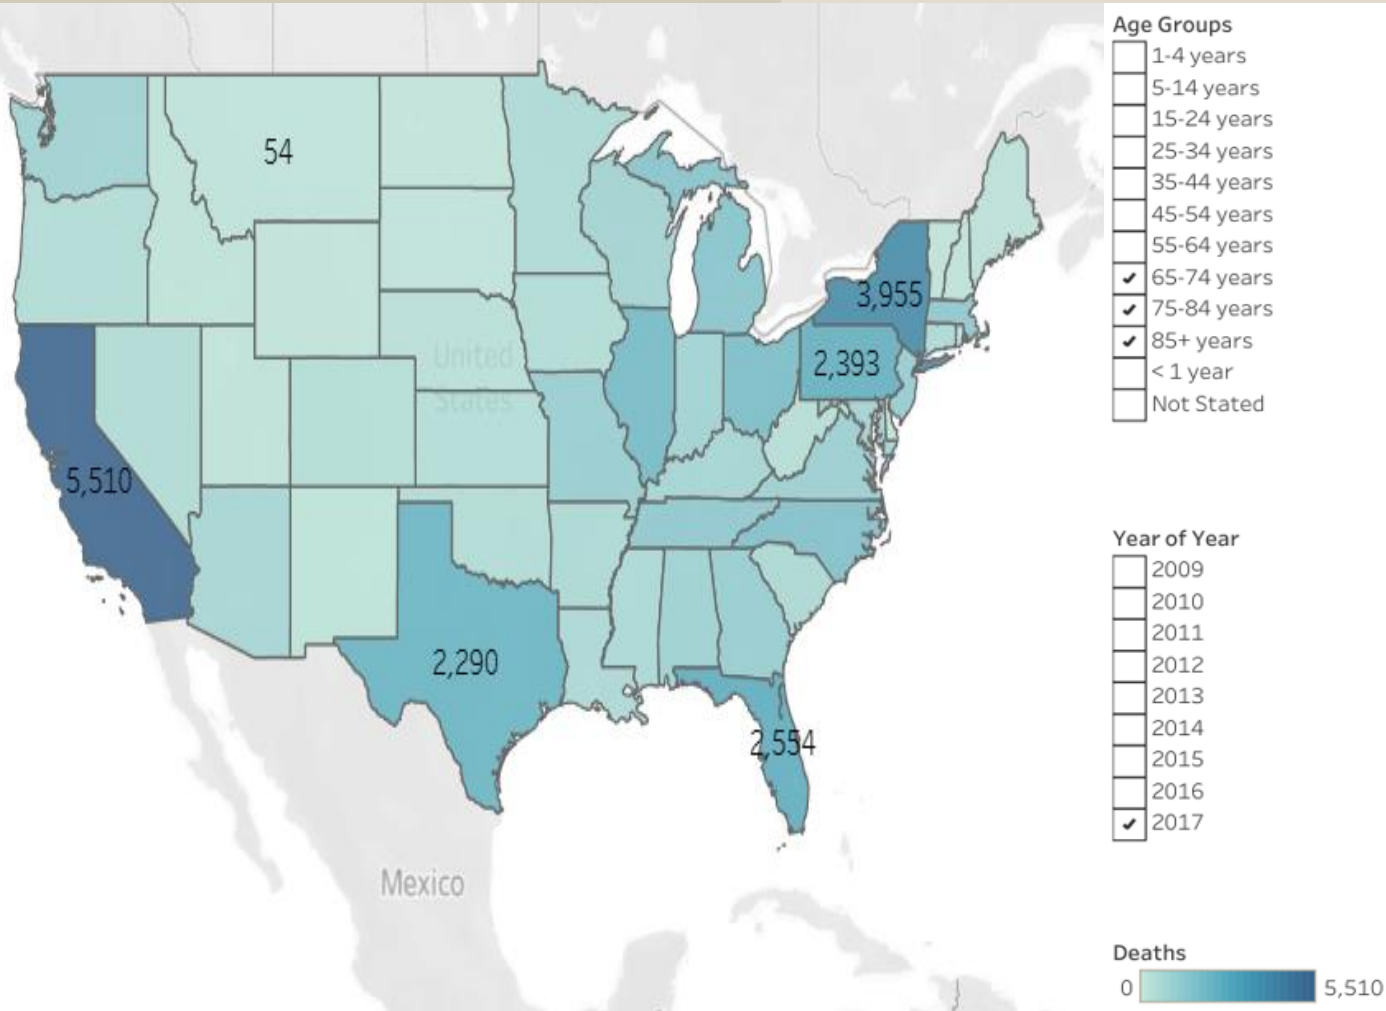 54
3,955
United
2,393
States
5,510
2,290
2,554
Mexico
Age Groups
1-4 years
5-14 years
15-24 years
25-34 years
35-44 years
45-54 years
55-64 years
65-74 years
75-84 years
85+ years
< 1 year
Not Stated
Year of Year
2009
2010
2011
2012
2013
2014
2015
2016
2017
Deaths
0 5,510